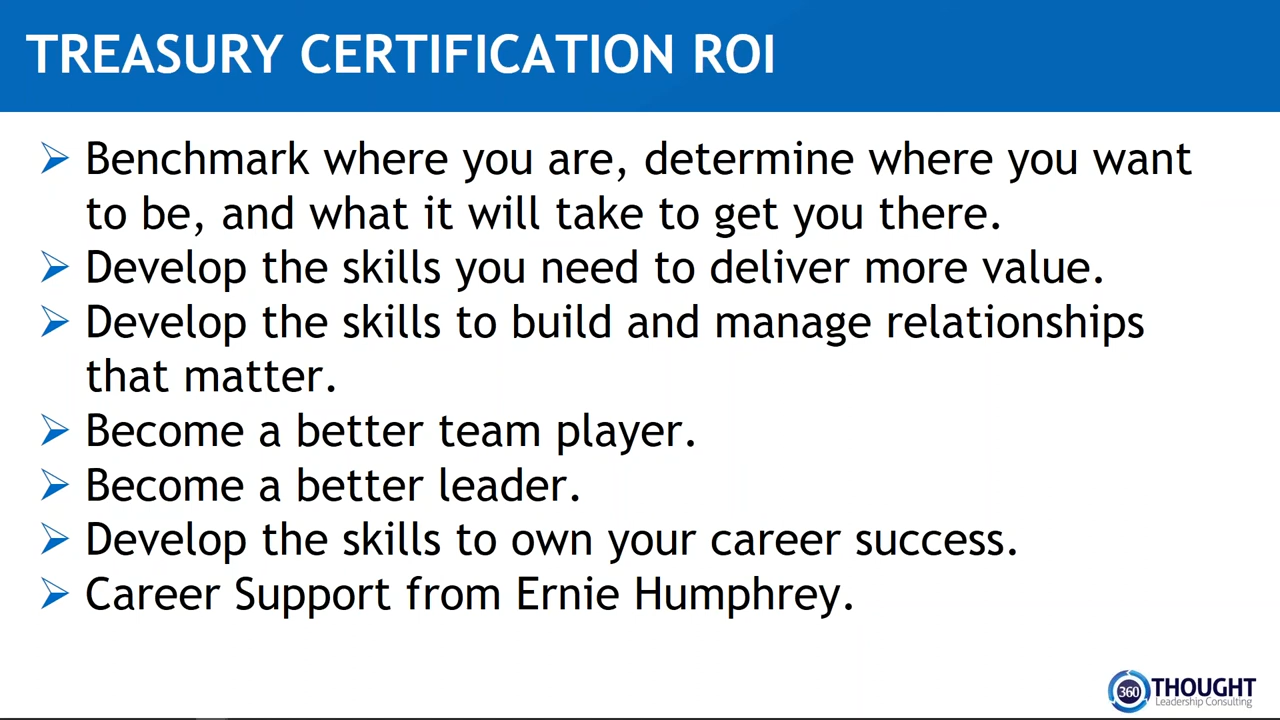 TREASURY CERTIFICATION ROI
Benchmark where you are, determine where you want
to be, and what it will take to get you there.
Develop the skills you need to deliver more value.
Develop the skills to build and manage relationships
that matter.
Become a better team player.
Become a better leader.
Develop the skills to own your career success.
Career Support from Ernie Humphrey.
360 THOUGHT
Leadership Consulting